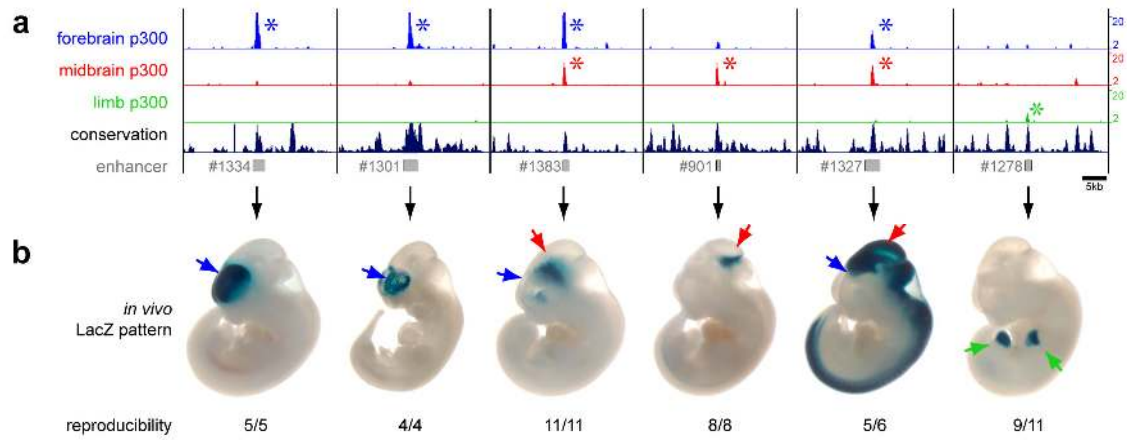 a
forebrain p300
* * * *
20
2
midbrain p300
* * *
20
2
limb p300
*
20
2
conservation
enhancer
#1334 #1301 #1383 #901 #1327 #1278
5kb
b
in vivo
LacZ pattern
reproducibility 5/5 4/4 11/11 8/8 5/6 9/11